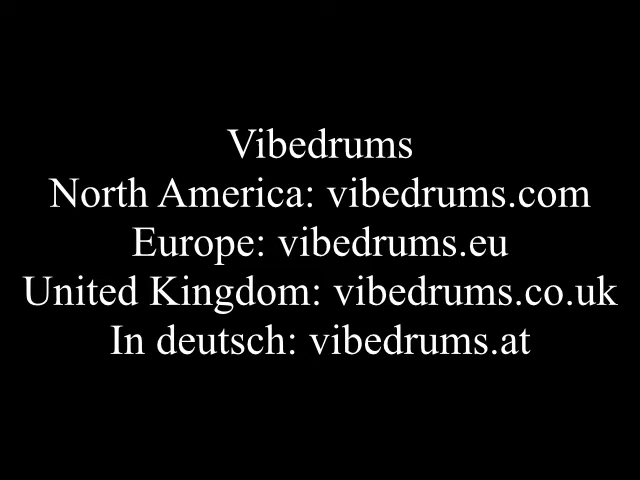 Vibedrums
North America: vibedrums.com
Europe: vibedrums.eu
United Kingdom: vibedrums.co.uk
In deutsch: vibedrums.at